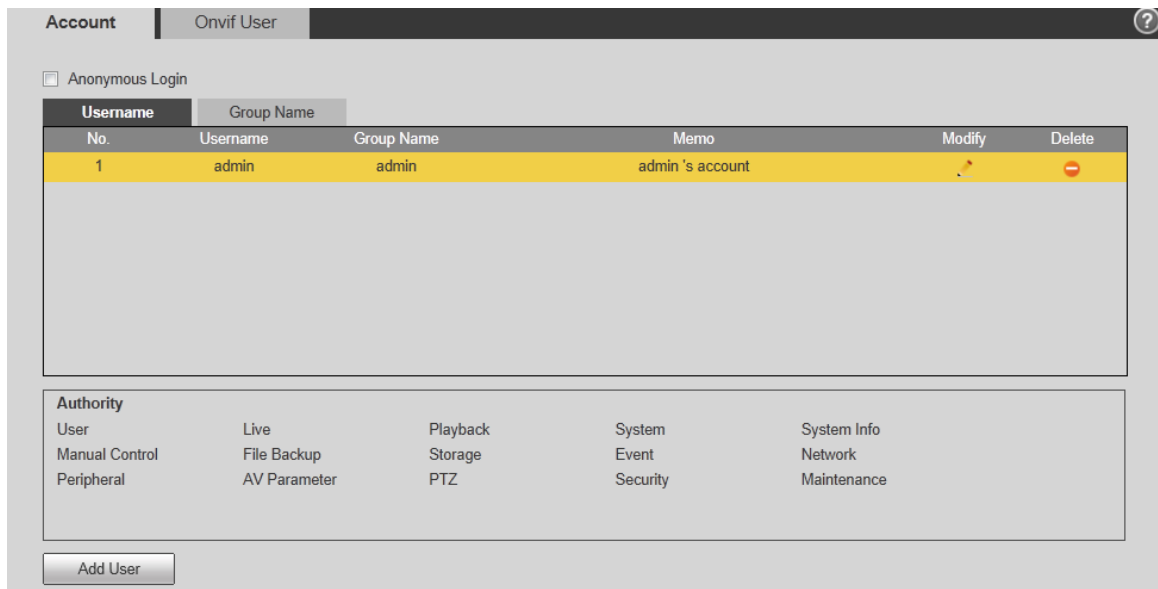 Account Onvif User ?
Anonymous Login
Username Group Name
No. Username Group Name Memo Modify Delete
1 admin admin admin 's account
Authority
User Live Playback System System Info
Manual Control File Backup Storage Event Network
Peripheral AV Parameter PTZ Security Maintenance
Add User